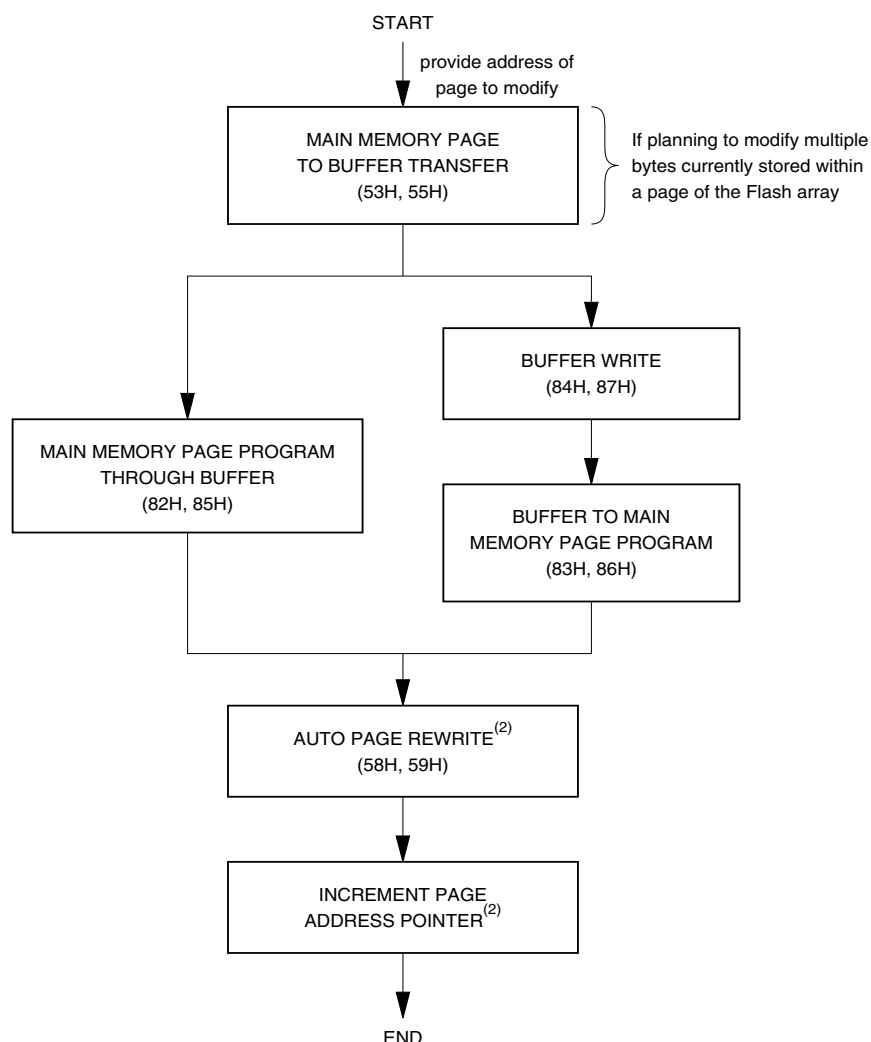 START
provide address of
page to modify
MAIN MEMORY PAGE
TO BUFFER TRANSFER
(53H, 55H)
If planning to modify multiple
bytes currently stored within
a page of the Flash array
BUFFER WRITE
(84H, 87H)
MAIN MEMORY PAGE PROGRAM
THROUGH BUFFER
(82H, 85H)
BUFFER TO MAIN
MEMORY PAGE PROGRAM
(83H, 86H)
AUTO PAGE REWRITE(2)
(58H, 59H)
INCREMENT PAGE
ADDRESS POINTER(2)
END